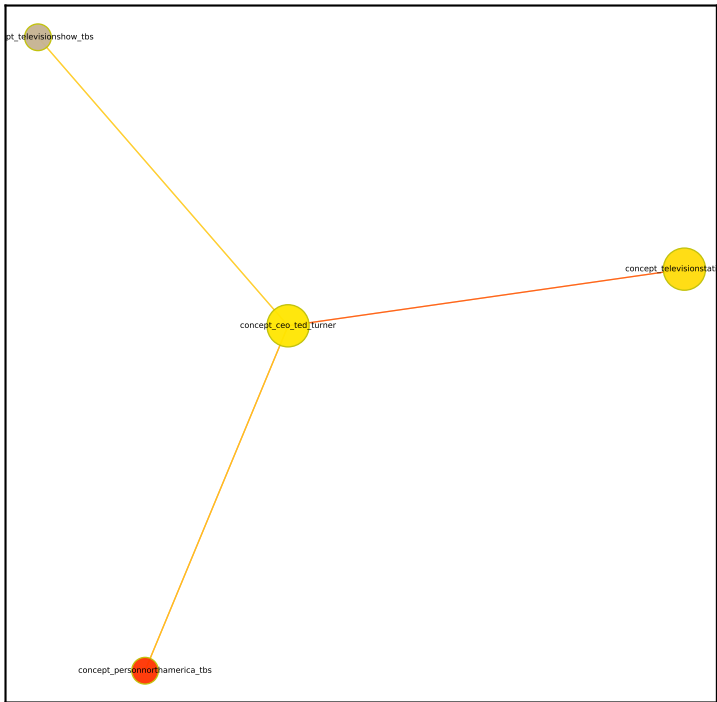 pt_televisionshow_tbs
concept_televisionstati
concept_ceo_ted_turner
concept_personnorthamerica_tbs